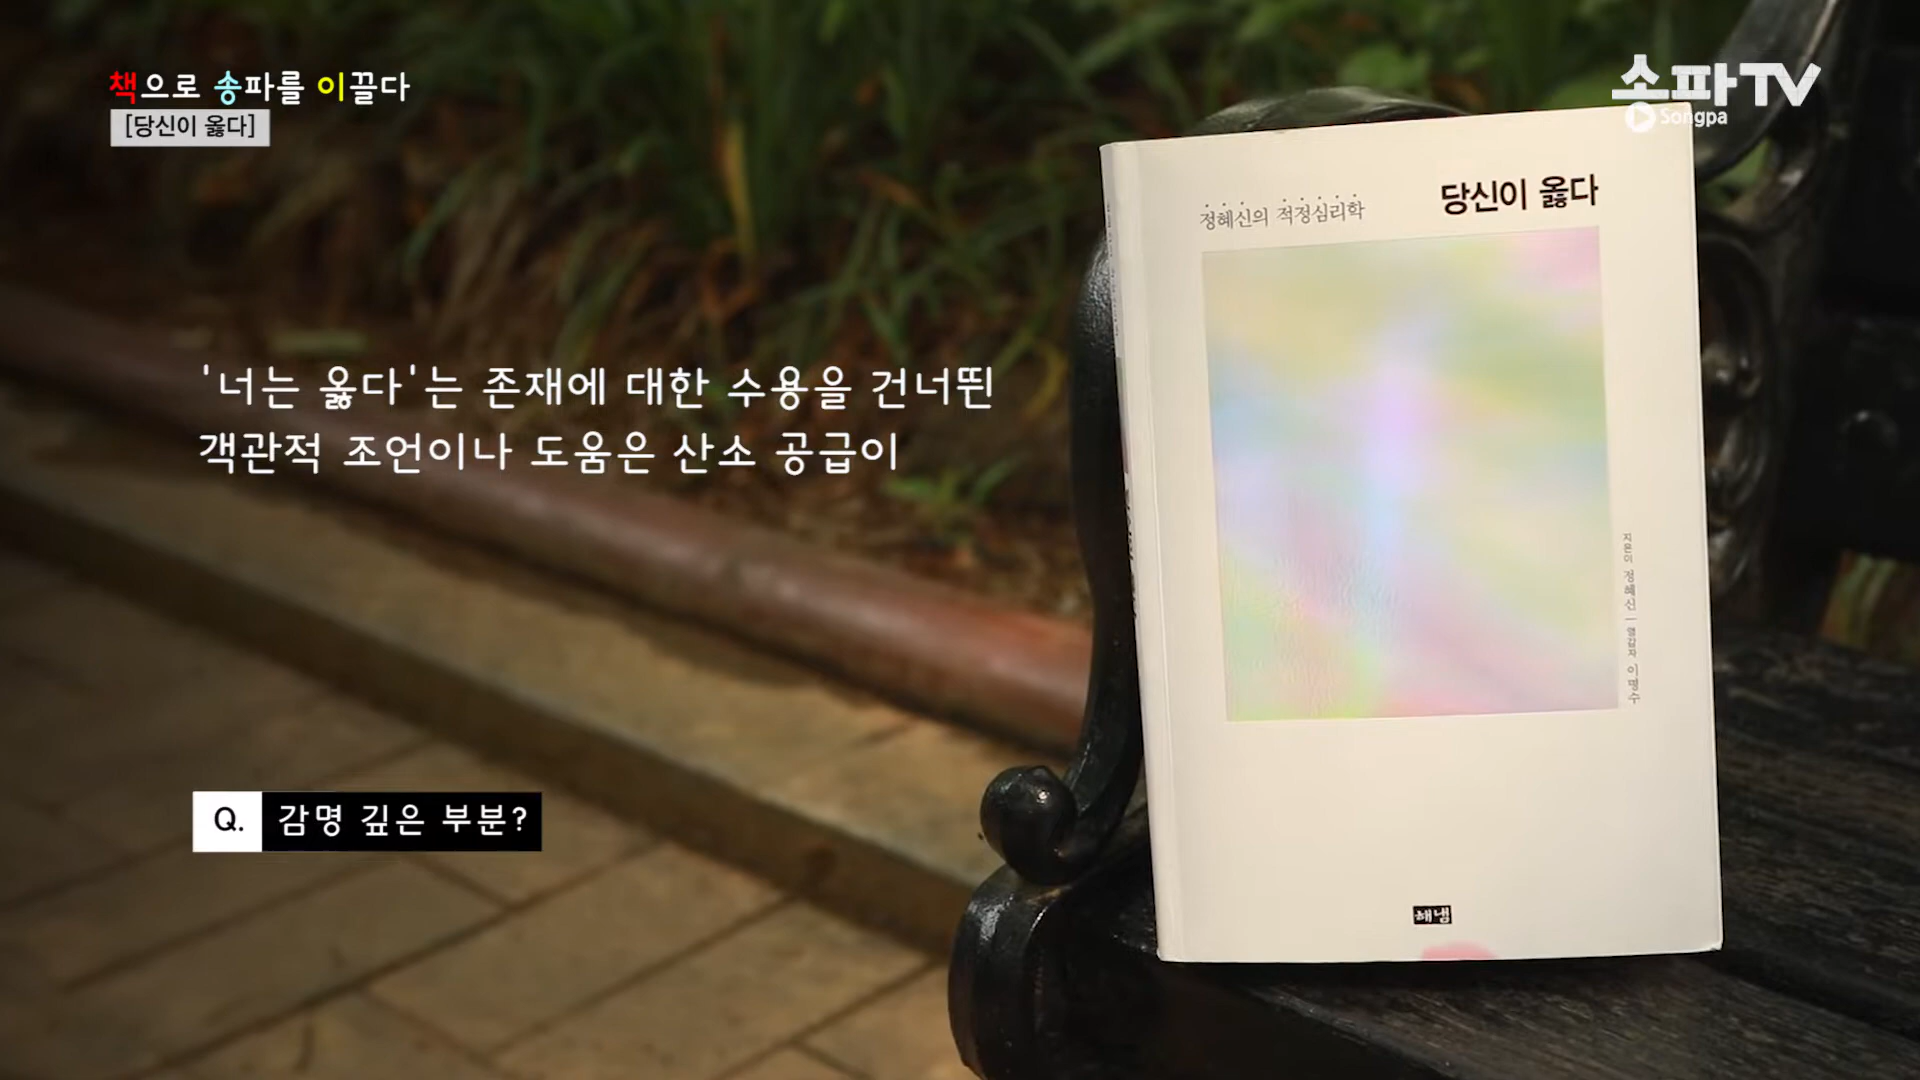 책으로 송파를 이끌다
[당신이 옳다]
송파TV
Songpa
정혜신의 적정심리학
당신이 옳다
'너는 옳다'는 존재에 대한 수용을 건너뛴
객관적 조언이나 도움은 산소 공급이
지은이 정혜신 | 영감자 이명수
Q. 감명 깊은 부분?
해냄